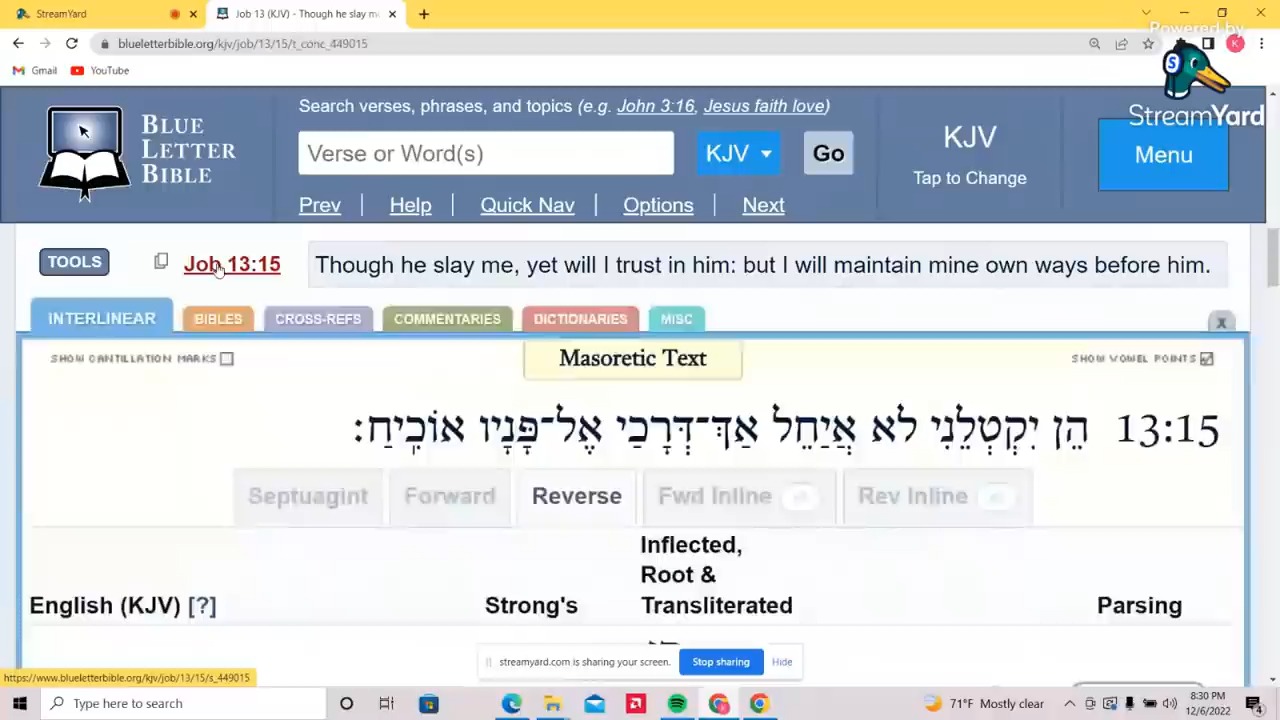 StreamYard
Job 13 (KJV) - Though he slay me
blueletterbible.org/kjv/job/13/15/t_conc_449015
Powered by
Gmail
YouTube
StreamYard
BLUE
LETTER
BIBLE
Search verses, phrases, and topics (e.g. John 3:16, Jesus faith love)
Verse or Word(s)
KJV
Go
KJV
Tap to Change
Menu
Prev | Help | Quick Nav | Options | Next
TOOLS
Job 13:15
Though he slay me, yet will I trust in him: but I will maintain mine own ways before him.
INTERLINEAR
BIBLES
CROSS-REFS
COMMENTARIES
DICTIONARIES
MISC
X
SHOW CANTILLATION MARKS
Masoretic Text
SHOW VOWEL POINTS
13:15 הֵן יִקְטְלֵנִי לֹא אֲיַחֵל אַךְ־דְּרָכַי אֶל־פָּנָיו אוֹכִיחַ׃
Septuagint
Forward
Reverse
Fwd Inline
Rev Inline
Inflected,
Root &
Transliterated
English (KJV) [?]
Strong's
Parsing
streamyard.com is sharing your screen.
Stop sharing
Hide
https://www.blueletterbible.org/kjv/job/13/15/s_449015
Type here to search
71°F Mostly clear
8:30 PM
12/6/2022